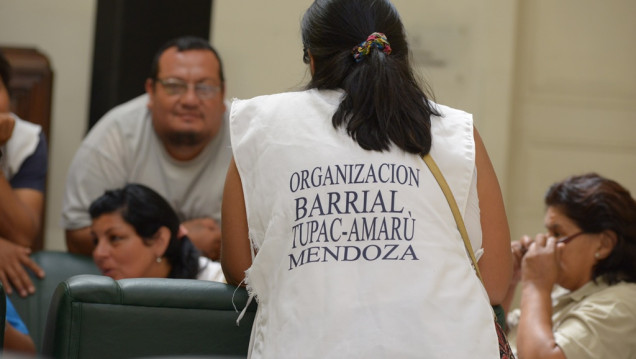 ORGANIZACION
BARRIAL
TUPAC-AMARÙ
MENDOZA